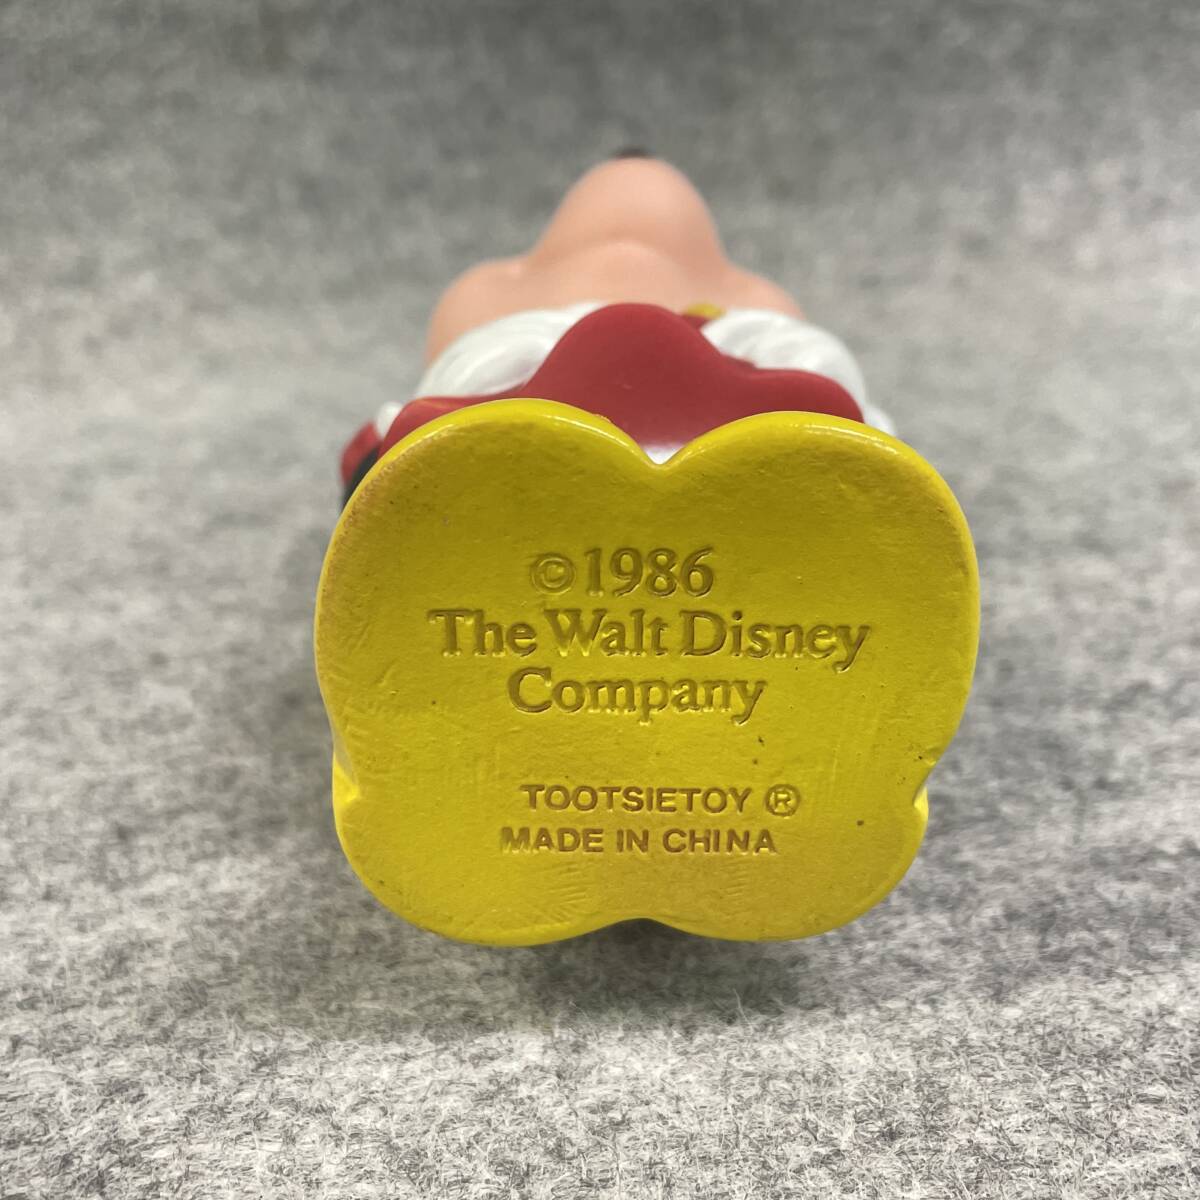 ©1986
The Walt Disney
Company
TOOTSIETOY ®
MADE IN CHINA